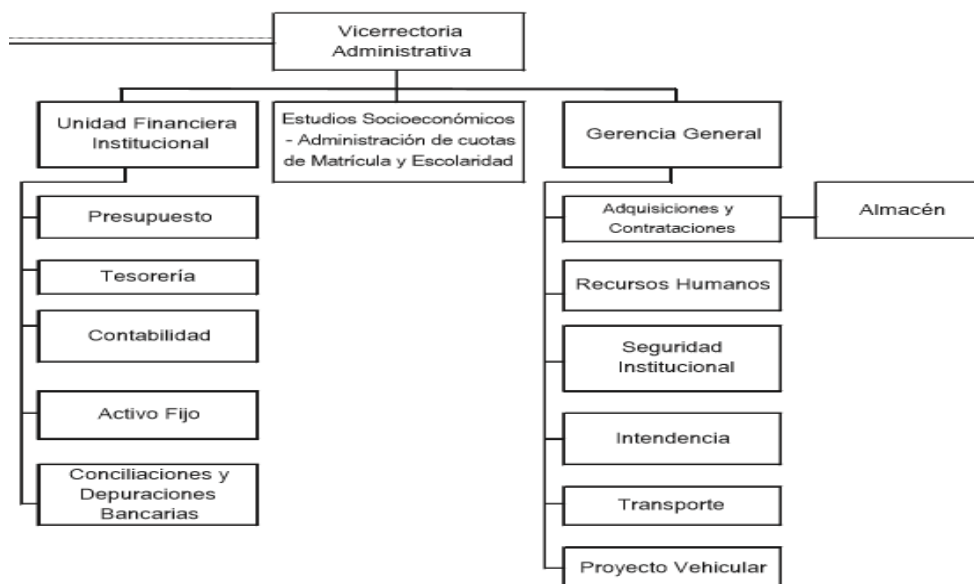 Vicerrectoria
Administrativa
Unidad Financiera
Institucional
Estudios Socioeconómicos
- Administración de cuotas
de Matrícula y Escolaridad
Gerencia General
Presupuesto
Tesorería
Contabilidad
Activo Fijo
Conciliaciones y
Depuraciones
Bancarias
Adquisiciones y
Contrataciones
Almacén
Recursos Humanos
Seguridad
Institucional
Intendencia
Transporte
Proyecto Vehicular